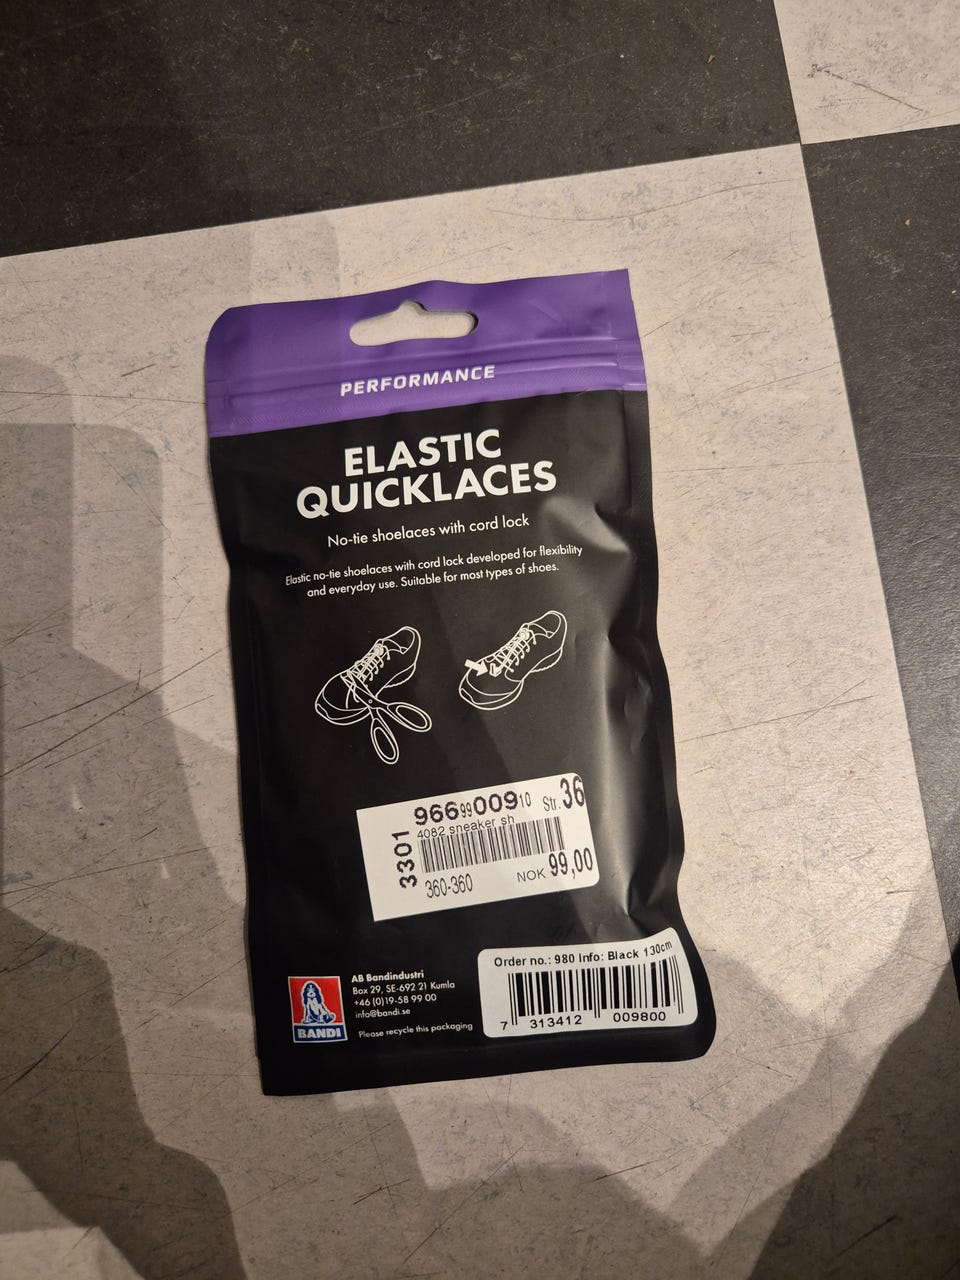 PERFORMANCE
ELASTIC
QUICKLACES
No-tie shoelaces with cord lock
Elastic no-tie shoelaces with cord lock developed for flexibility
and everyday use. Suitable for most types of shoes.
966 99 009 10 Str. 36
4082 sneaker sh
3301
360-360 NOK 99,00
Order no.: 980 Info: Black 130cm
7 313412 009800
AB Bandindustri
Box 29, SE-692 21 Kumla
+46 (0)19-58 99 00
info@bandi.se
Please recycle this packaging
BANDI